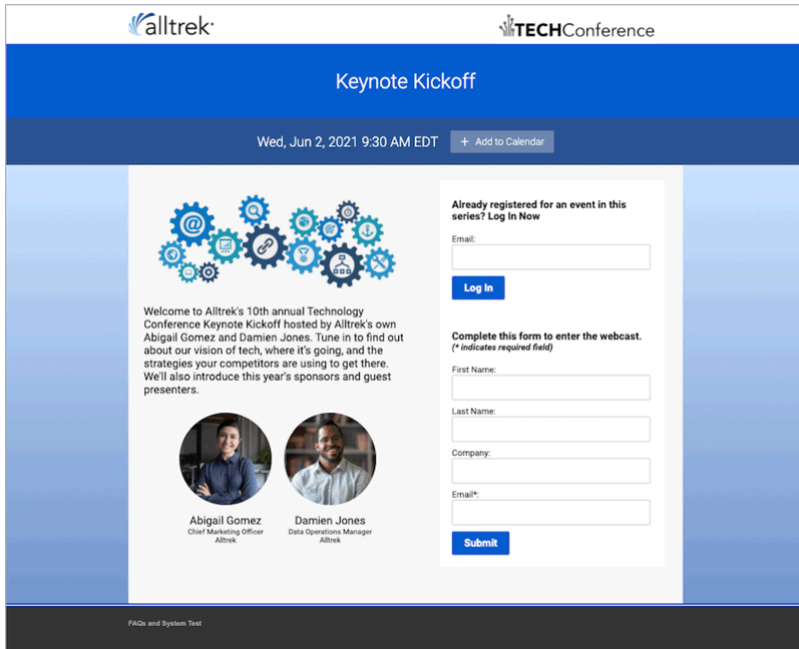 alltrek
TECHConference
Keynote Kickoff
Wed, Jun 2, 2021 9:30 AM EDT
+ Add to Calendar
@
Welcome to Alltrek's 10th annual Technology
Conference Keynote Kickoff hosted by Alltrek's own
Abigail Gomez and Damien Jones. Tune in to find out
about our vision of tech, where it's going, and the
strategies your competitors are using to get there.
We'll also introduce this year's sponsors and guest
presenters.
Abigail Gomez
Chief Marketing Officer
Alltrek
Damien Jones
Data Operations Manager
Alltrek
Already registered for an event in this
series? Log In Now
Email:
Log In
Complete this form to enter the webcast.
(* indicates required field)
First Name:
Last Name:
Company:
Email*:
Submit
FAQs and System Test